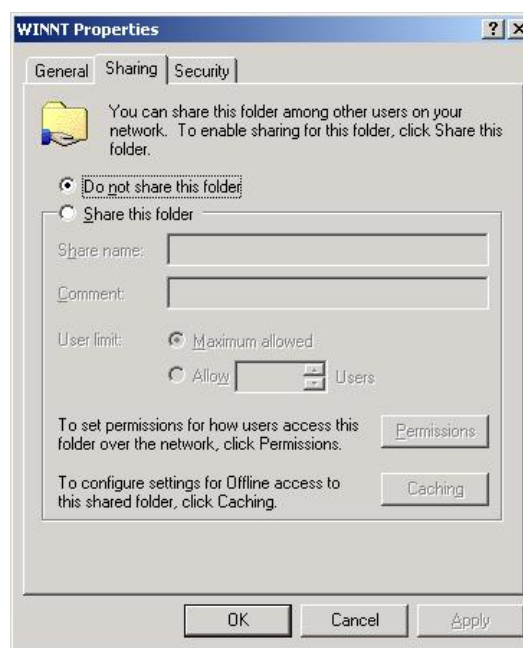 WINNT Properties
General Sharing Security
You can share this folder among other users on your
network. To enable sharing for this folder, click Share this
folder.
Do not share this folder
Share this folder
Share name:
Comment:
User limit: Maximum allowed
Allow Users
To set permissions for how users access this
folder over the network, click Permissions.
Permissions
To configure settings for Offline access to
this shared folder, click Caching.
Caching
OK Cancel Apply